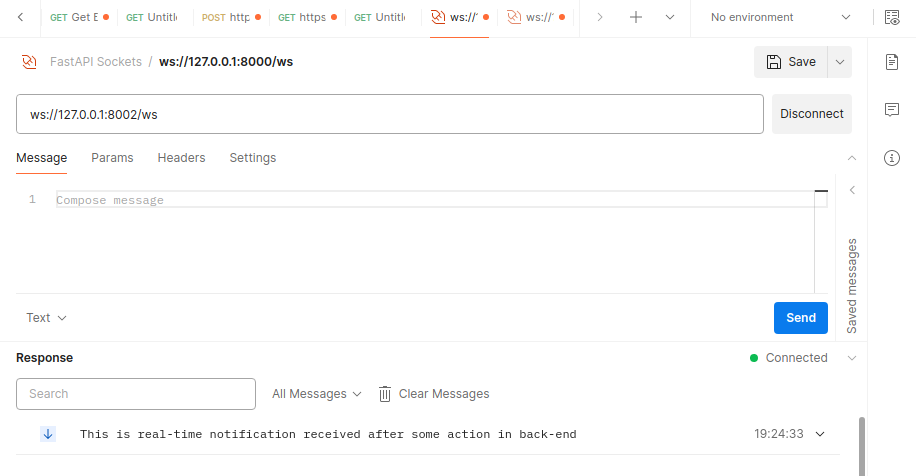 GET Get E GET Untitl POST http GET https GET Untitl ws://' ws://' No environment
FastAPI Sockets / ws://127.0.0.1:8000/ws Save
ws://127.0.0.1:8002/ws Disconnect
Message Params Headers Settings
1 Compose message
Saved messages
Text Send
Response Connected
Search All Messages Clear Messages
This is real-time notification received after some action in back-end 19:24:33